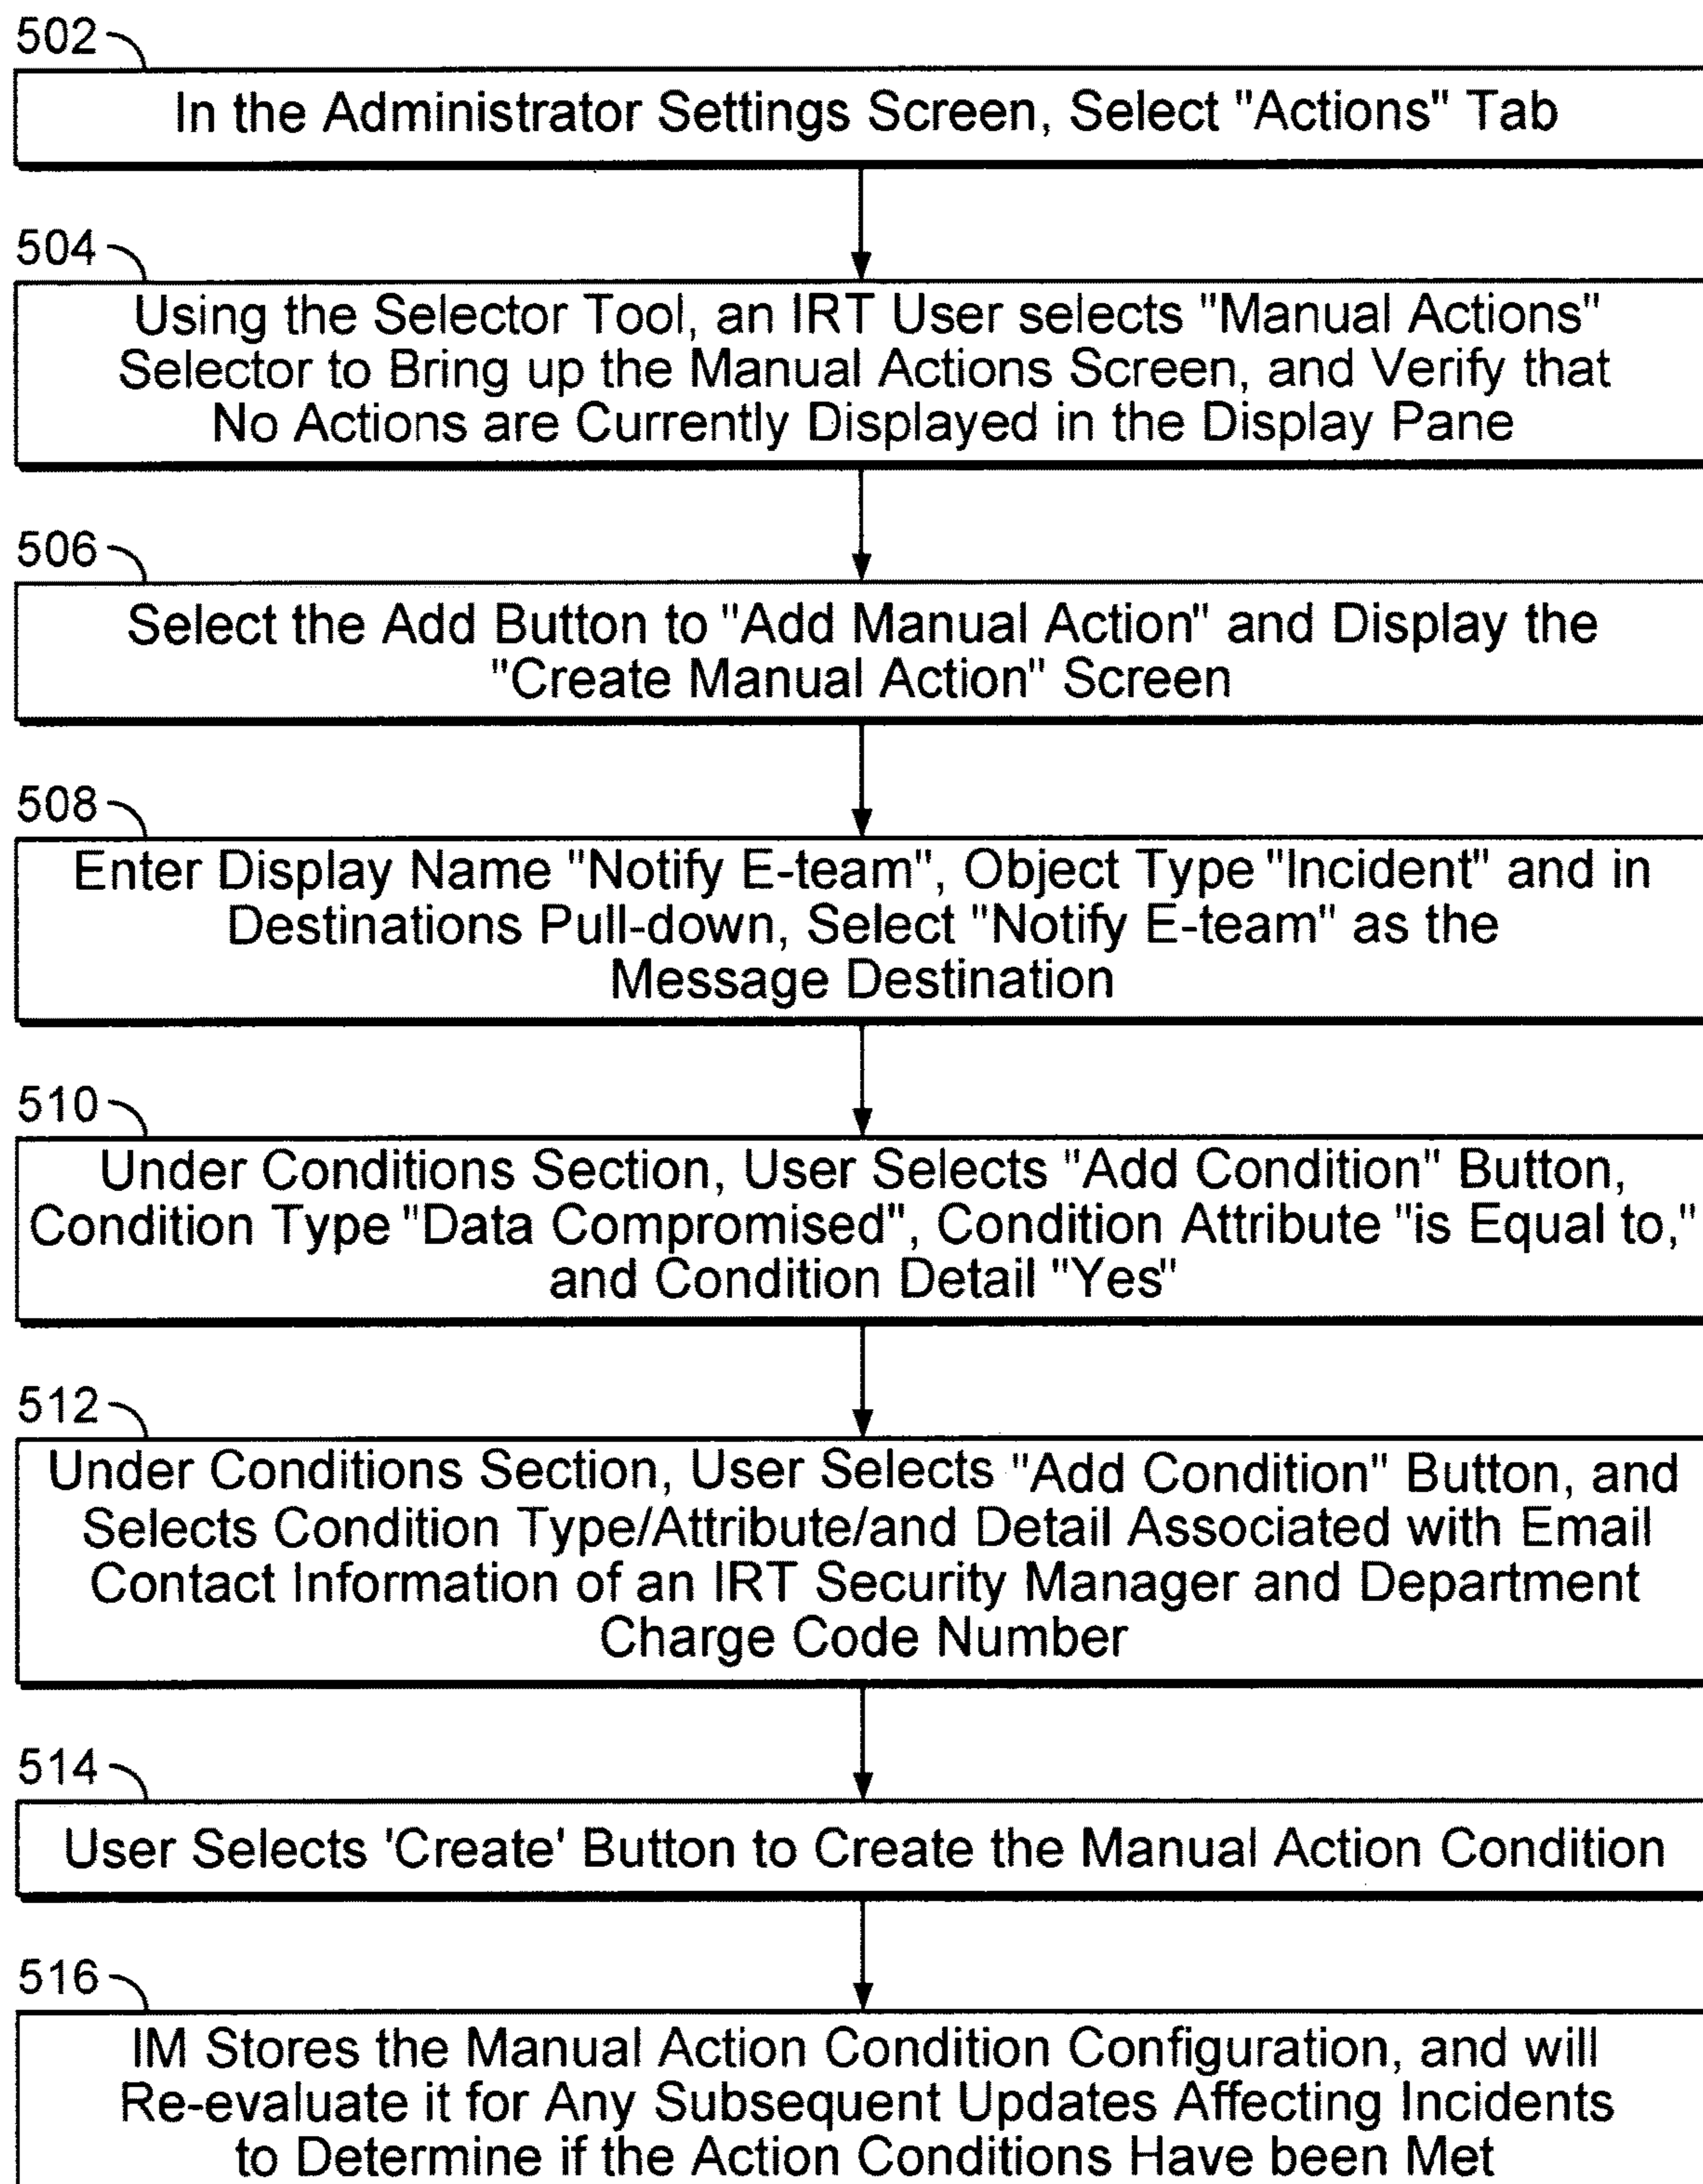 502
In the Administrator Settings Screen, Select "Actions" Tab
504
Using the Selector Tool, an IRT User selects "Manual Actions"
Selector to Bring up the Manual Actions Screen, and Verify that
No Actions are Currently Displayed in the Display Pane
506
Select the Add Button to "Add Manual Action" and Display the
"Create Manual Action" Screen
508
Enter Display Name "Notify E-team", Object Type "Incident" and in
Destinations Pull-down, Select "Notify E-team" as the
Message Destination
510
Under Conditions Section, User Selects "Add Condition" Button,
Condition Type "Data Compromised", Condition Attribute "is Equal to,"
and Condition Detail "Yes"
512
Under Conditions Section, User Selects "Add Condition" Button, and
Selects Condition Type/Attribute/and Detail Associated with Email
Contact Information of an IRT Security Manager and Department
Charge Code Number
514
User Selects 'Create' Button to Create the Manual Action Condition
516
IM Stores the Manual Action Condition Configuration, and will
Re-evaluate it for Any Subsequent Updates Affecting Incidents
to Determine if the Action Conditions Have been Met